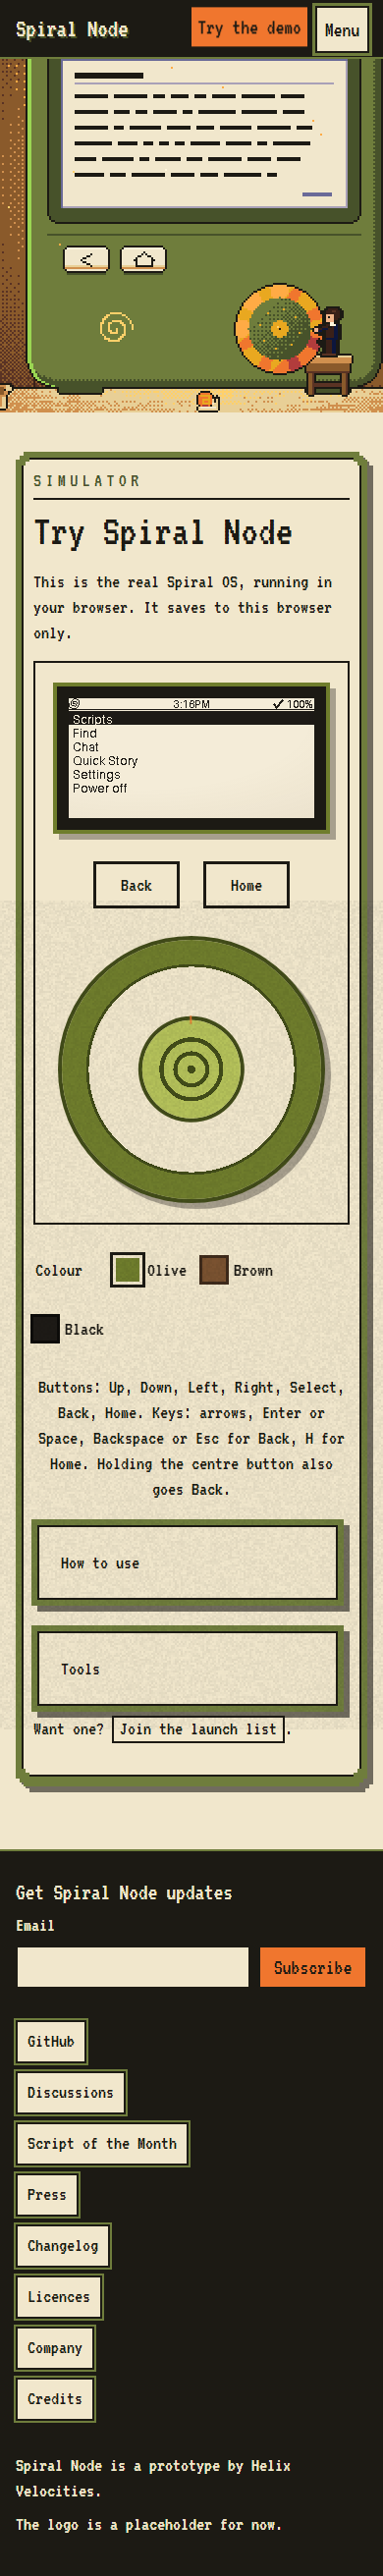 Spiral Node
Try the demo
Menu
SIMULATOR
Try Spiral Node
This is the real Spiral OS, running in
your browser. It saves to this browser
only.
3:16PM
100%
Scripts
Find
Chat
Quick Story
Settings
Power off
Back
Home
Colour
Olive
Brown
Black
Buttons: Up, Down, Left, Right, Select,
Back, Home. Keys: arrows, Enter or
Space, Backspace or Esc for Back, H for
Home. Holding the centre button also
goes Back.
How to use
Tools
Want one? Join the launch list.
Get Spiral Node updates
Email
Subscribe
GitHub
Discussions
Script of the Month
Press
Changelog
Licences
Company
Credits
Spiral Node is a prototype by Helix
Velocities.
The logo is a placeholder for now.